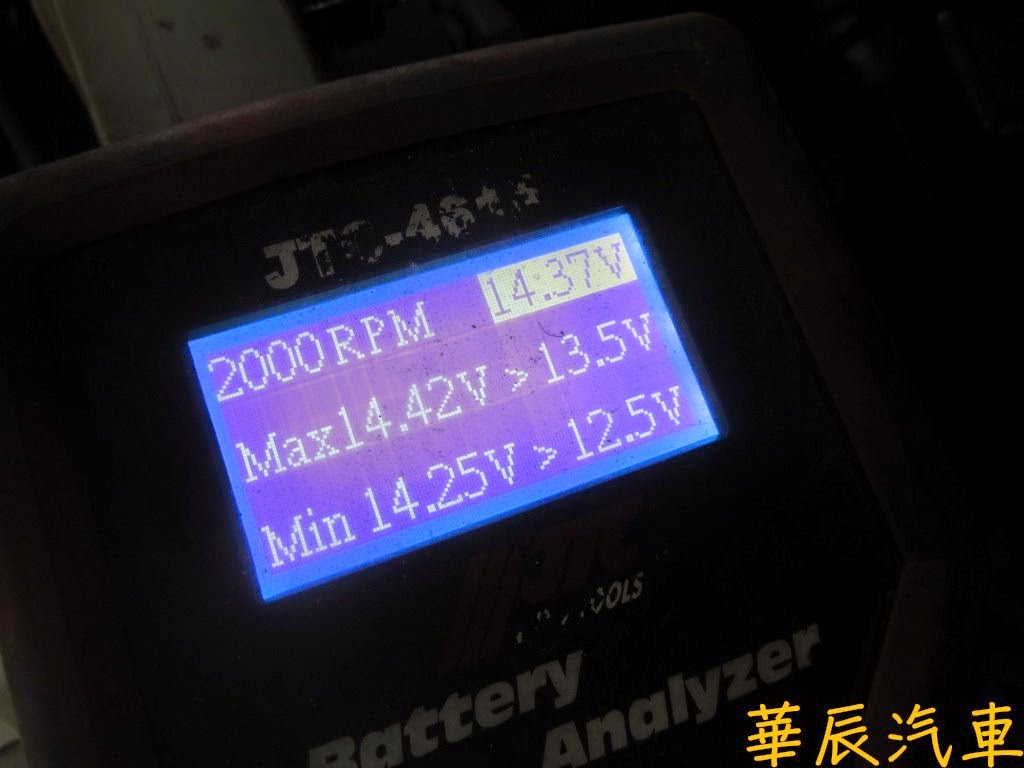 2000RPM 14.37V
Max14.42V > 13.5V
Min 14.25V > 12.5V
Battery
Analyzer
華辰汽車